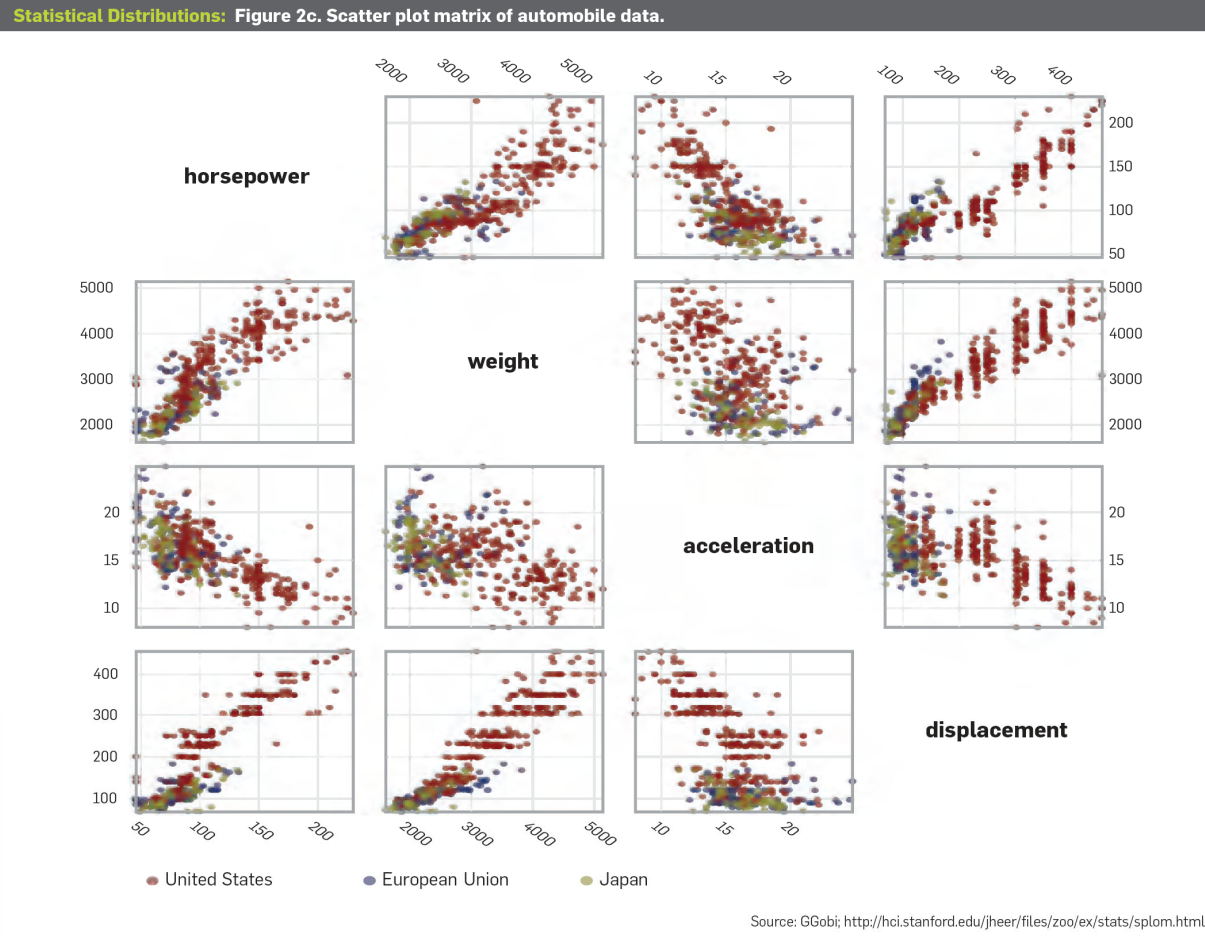 Statistical Distributions: Figure 2c. Scatter plot matrix of automobile data.
2000 3000 4000 5000 10 15 20 100 200 300 400
horsepower
200
150
100
50
5000 5000
4000 4000
weight
3000 3000
2000 2000
20 20
acceleration
15 15
10 10
400
displacement
300
200
100
50 100 150 200 2000 3000 4000 5000 10 15 20
United States European Union Japan
Source: GGobi; http://hci.stanford.edu/jheer/files/zoo/ex/stats/splom.html